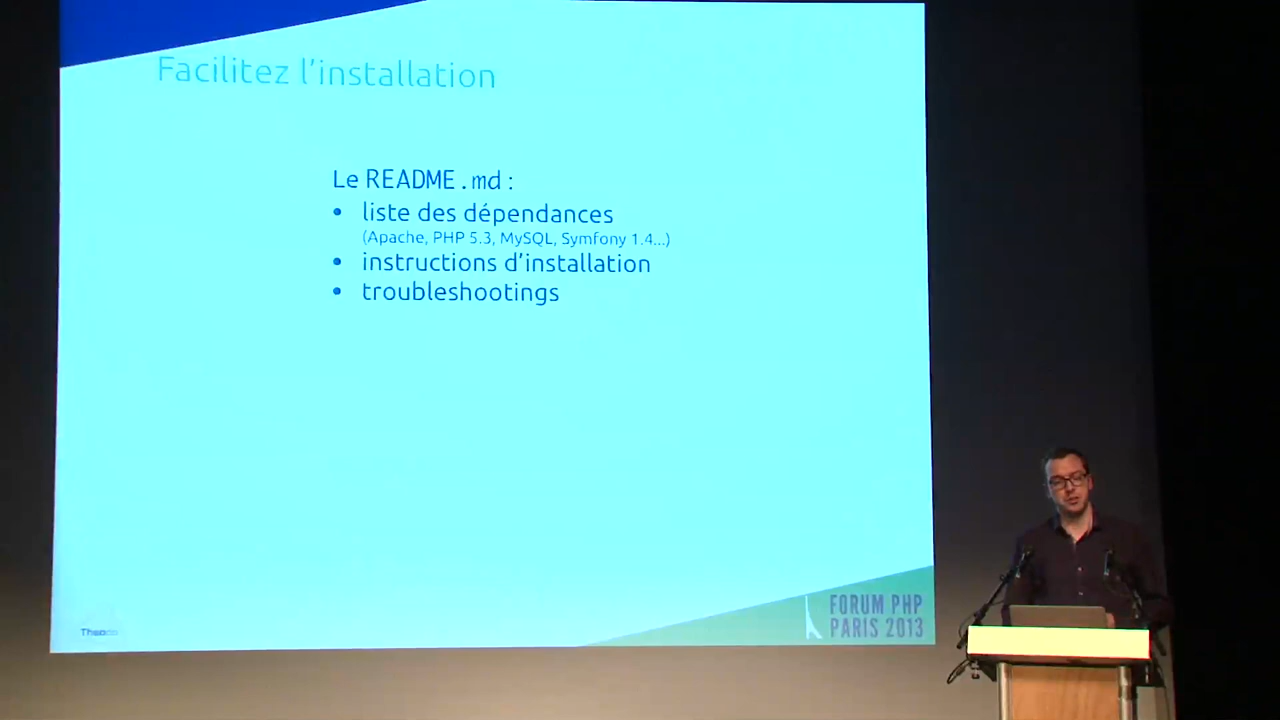 Facilitez l'installation
Le README.md :
• liste des dépendances
(Apache, PHP 5.3, MySQL, Symfony 1.4...)
• instructions d'installation
• troubleshootings
Theodo
FORUM PHP
PARIS 2013